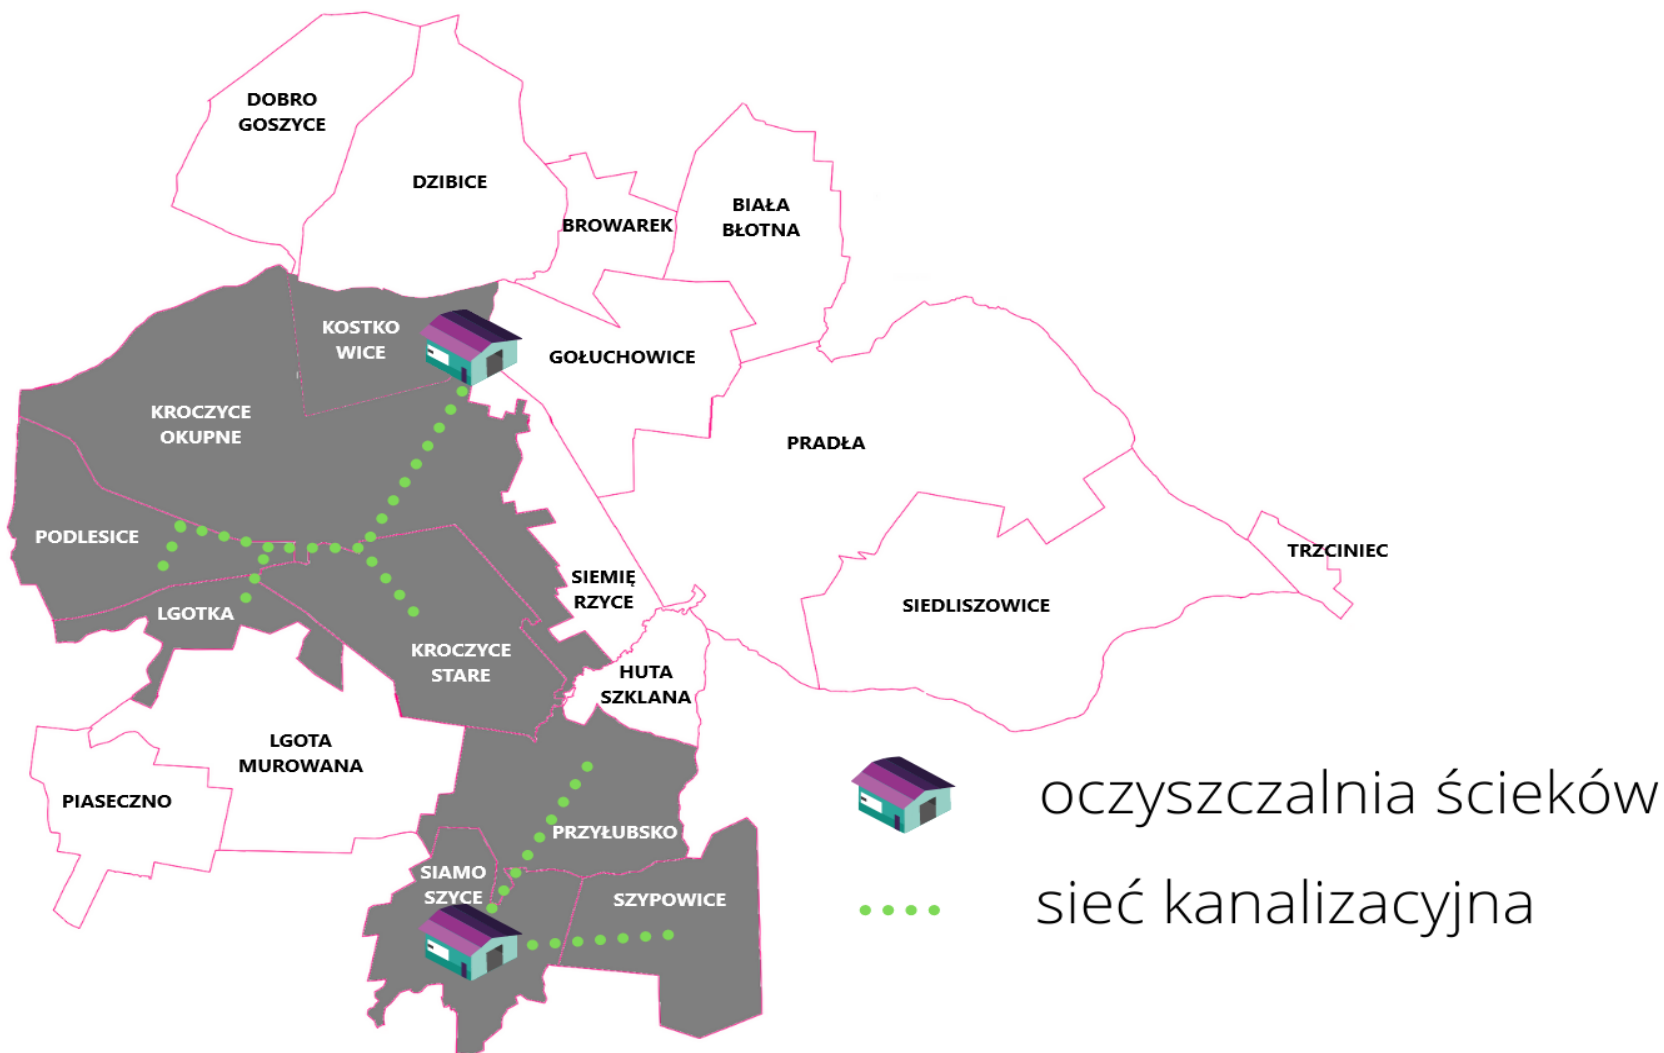 DOBRO
GOSZYCE
DZIBICE
BROWAREK
BIAŁA
BŁOTNA
KOSTKO
WICE
GOŁUCHOWICE
KROCZYCE
OKUPNE
PRADŁA
PODLESICE
TRZCINIEC
SIEMIĘ
RZYCE
SIEDLISZOWICE
LGOTKA
KROCZYCE
STARE
HUTA
SZKLANA
LGOTA
MUROWANA
PIASECZNO
oczyszczalnia ścieków
PRZYŁUBSKO
SIAMO
SZYCE
SZYPOWICE
sieć kanalizacyjna